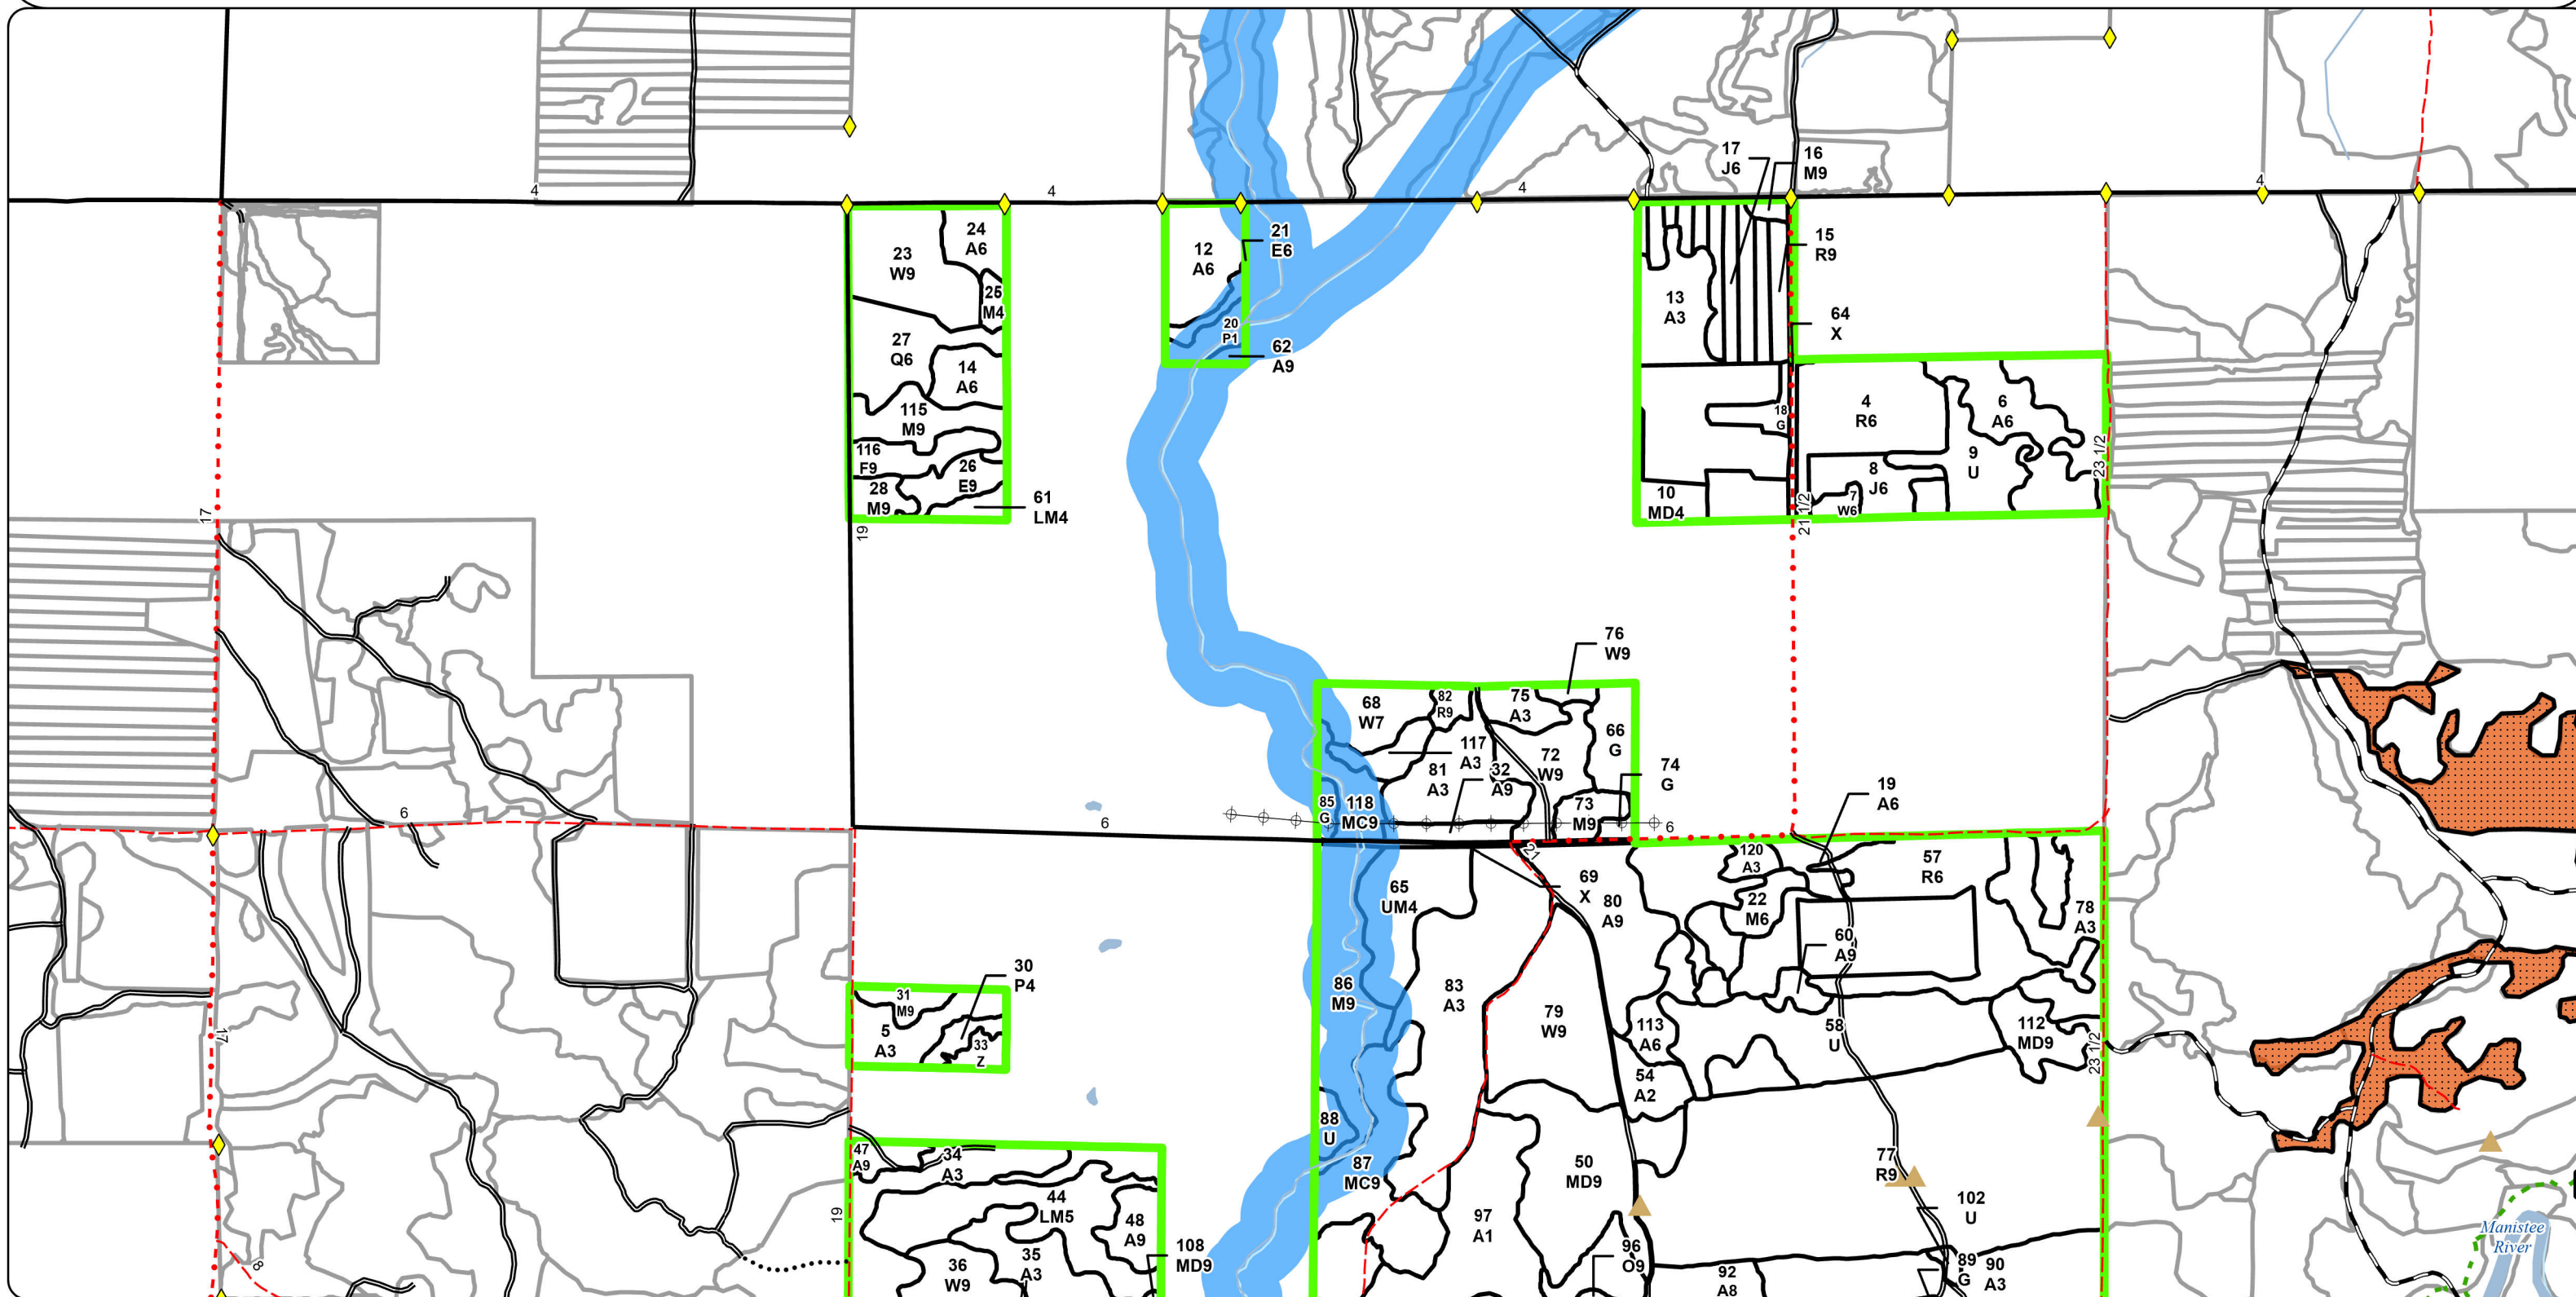 4
4
4
4
17
J6
16
M9
24
A6
23
W9
12
A6
21
E6
15
R9
25
M4
13
A3
20
P1
64
X
27
Q6
62
A9
14
A6
115
M9
18
G
4
R6
6
A6
116
F9
26
E9
9
U
23 1/2
28
M9
8
J6
61
LM4
10
MD4
7
W6
17
19
21 1/2
76
W9
68
W7
82
R9
75
A3
66
G
117
A3
72
W9
81
A3
32
A9
74
G
19
A6
85
G
118
MC9
73
M9
6
6
6
21
120
A3
57
R6
69
X
65
UM4
80
A9
22
M6
78
A3
60
A9
30
P4
31
M9
86
M9
83
A3
5
A3
33
Z
79
W9
113
A6
58
U
112
MD9
17
23 1/2
54
A2
88
U
47
A9
34
A3
87
MC9
50
MD9
77
R9
44
LM5
48
A9
97
A1
102
U
19
Manistee
River
108
MD9
36
W9
35
A3
96
O9
89
G
90
A3
92
A8
8